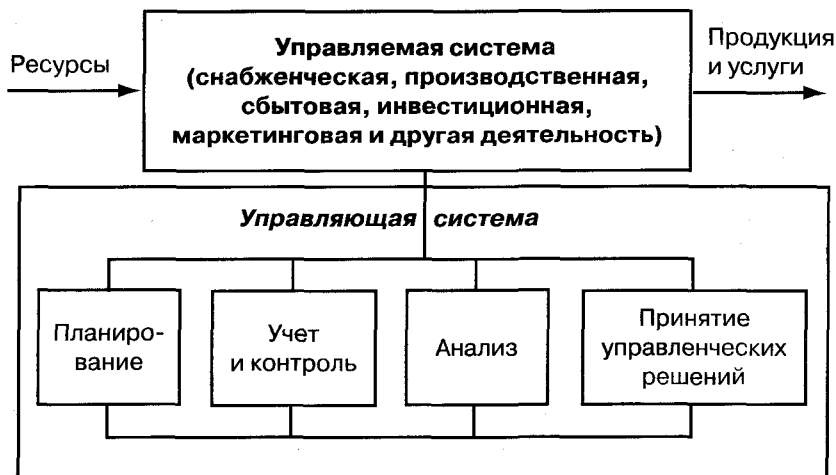 Ресурсы
Управляемая система
(снабженческая, производственная,
сбытовая, инвестиционная,
маркетинговая и другая деятельность)
Продукция
и услуги
Управляющая система
Планиро-
вание
Учет
и контроль
Анализ
Принятие
управленческих
решений